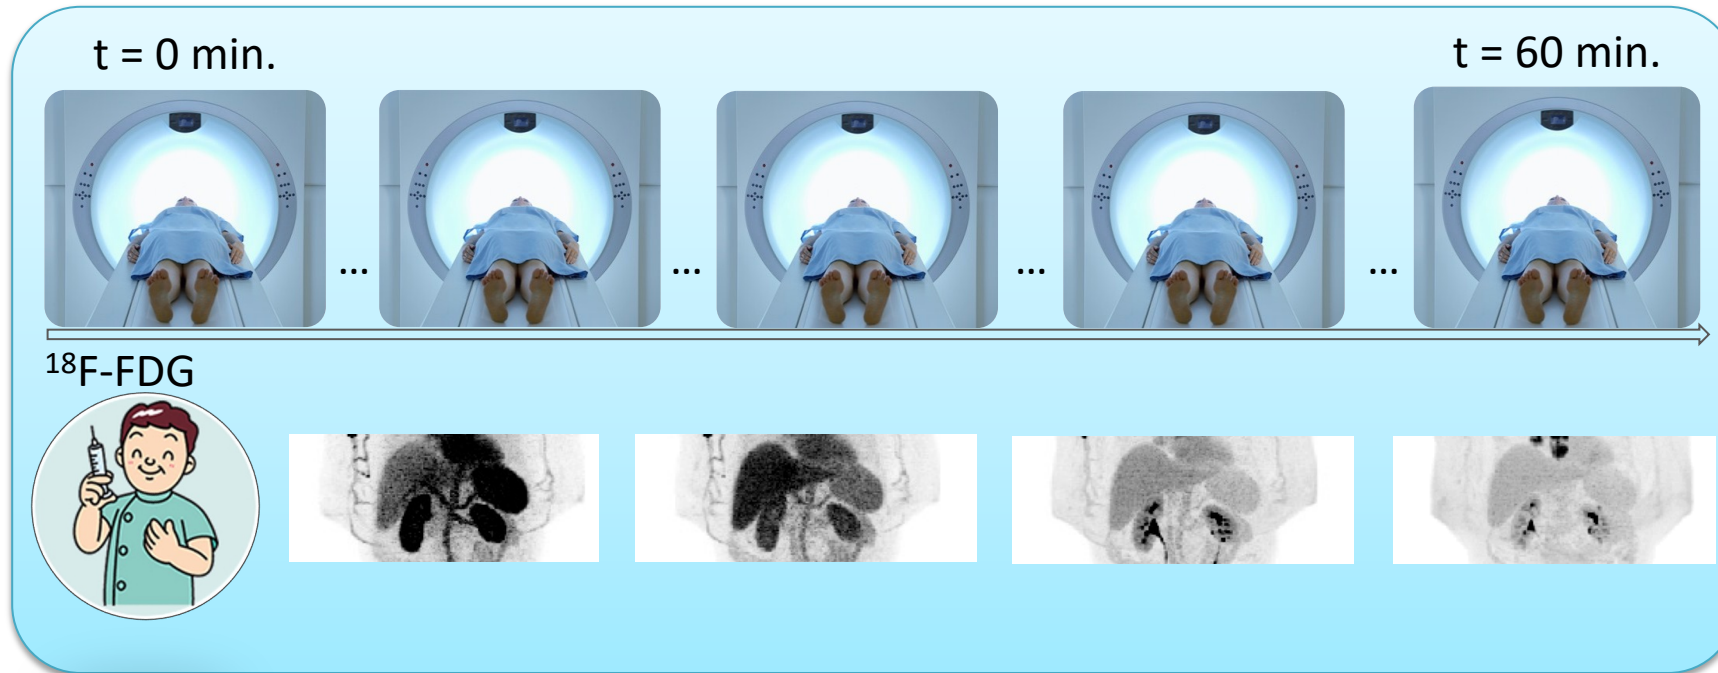 t = 0 min.
t = 60 min.
... ... ... ...
¹⁸F-FDG